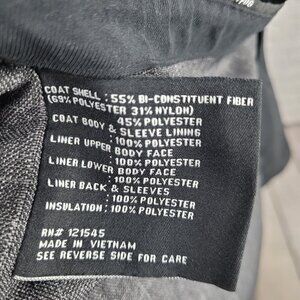 COAT SHELL: 55% BI-CONSTITUENT FIBER
(69% POLYESTER 31% NYLON)
45% POLYESTER
COAT BODY & SLEEVE LINING
: 100% POLYESTER
LINER UPPER BODY FACE
: 100% POLYESTER
LINER LOWER BODY FACE
: 100% POLYESTER
LINER BACK & SLEEVES
: 100% POLYESTER
INSULATION: 100% POLYESTER
RN# 121545
MADE IN VIETNAM
SEE REVERSE SIDE FOR CARE